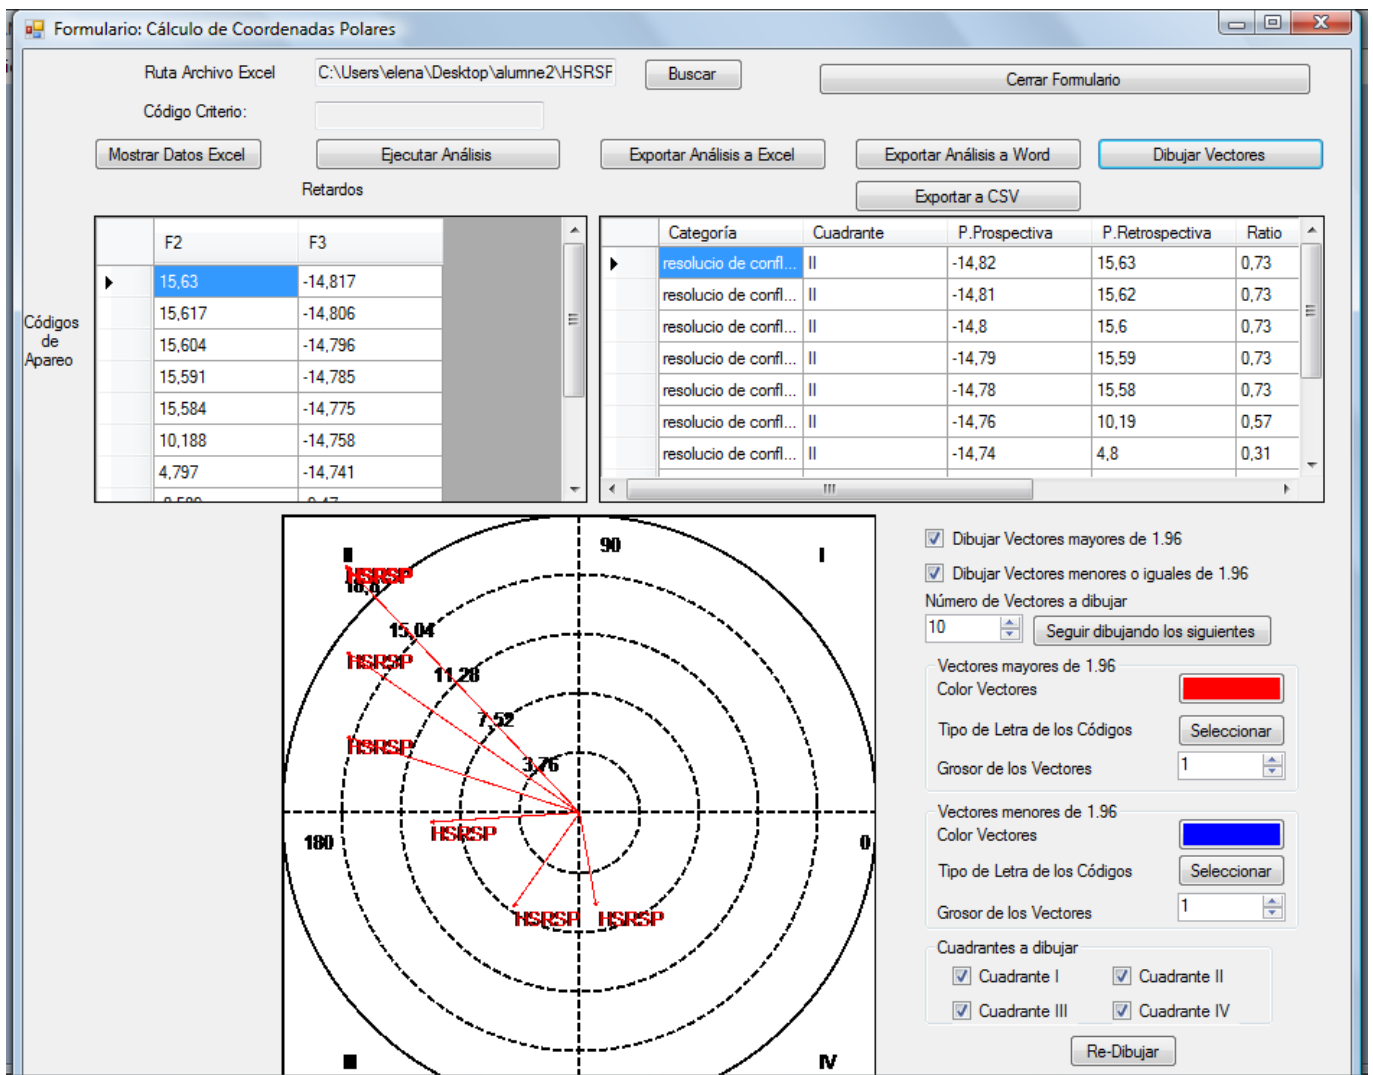 Formulario: Cálculo de Coordenadas Polares
Ruta Archivo Excel C:\Users\elena\Desktop\alumne2\HSRSF Buscar Cerrar Formulario
Código Criterio:
Mostrar Datos Excel Ejecutar Análisis Exportar Análisis a Excel Exportar Análisis a Word Dibujar Vectores
Retardos Exportar a CSV
Códigos de Apareo
F2 F3
15,63 -14,817
15,617 -14,806
15,604 -14,796
15,591 -14,785
15,584 -14,775
10,188 -14,758
4,797 -14,741
Categoría Cuadrante P.Prospectiva P.Retrospectiva Ratio
resolucio de confl... II -14,82 15,63 0,73
resolucio de confl... II -14,81 15,62 0,73
resolucio de confl... II -14,8 15,6 0,73
resolucio de confl... II -14,79 15,59 0,73
resolucio de confl... II -14,78 15,58 0,73
resolucio de confl... II -14,76 10,19 0,57
resolucio de confl... II -14,74 4,8 0,31
II 90 I
HSRSP
15,04
HSRSP
11,28
7,52
HSRSP
3,76
HSRSP
180 0
HSRSP HSRSP
III IV
Dibujar Vectores mayores de 1.96
Dibujar Vectores menores o iguales de 1.96
Número de Vectores a dibujar
10 Seguir dibujando los siguientes
Vectores mayores de 1.96
Color Vectores
Tipo de Letra de los Códigos Seleccionar
Grosor de los Vectores 1
Vectores menores de 1.96
Color Vectores
Tipo de Letra de los Códigos Seleccionar
Grosor de los Vectores 1
Cuadrantes a dibujar
Cuadrante I Cuadrante II
Cuadrante III Cuadrante IV
Re-Dibujar